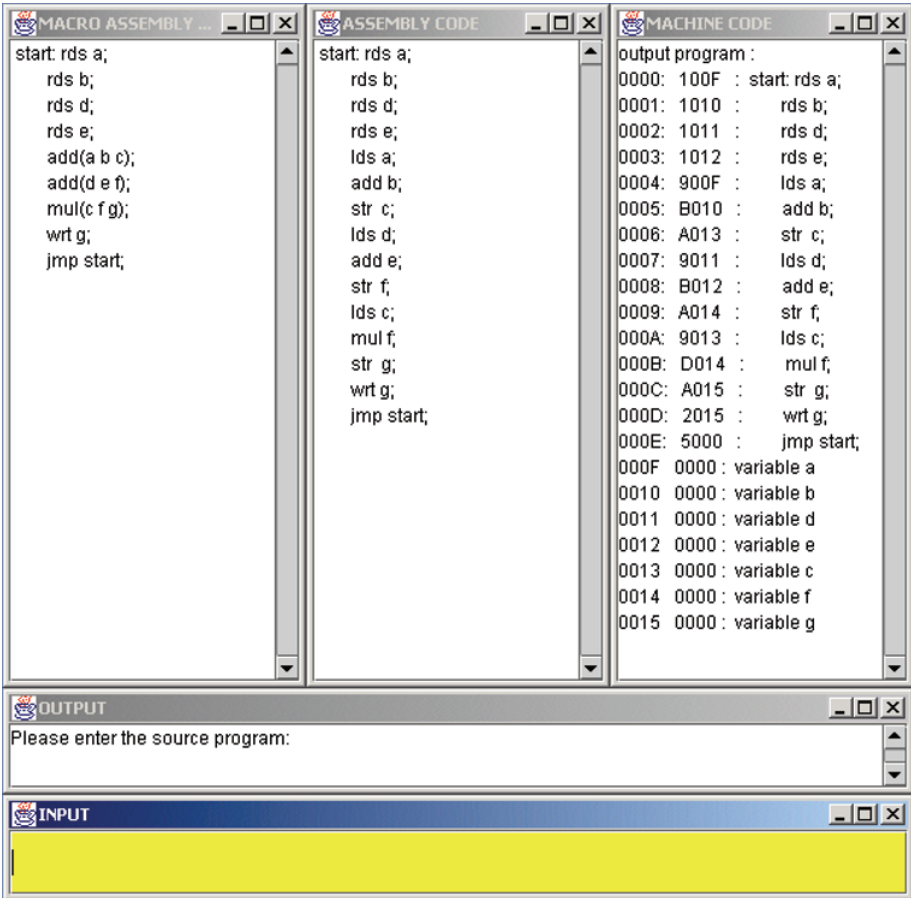 MACRO ASSEMBLY ...
start: rds a;
rds b;
rds d;
rds e;
add(a b c);
add(d e f);
mul(c f g);
wrt g;
jmp start;
ASSEMBLY CODE
start: rds a;
rds b;
rds d;
rds e;
lds a;
add b;
str c;
lds d;
add e;
str f;
lds c;
mul f;
str g;
wrt g;
jmp start;
MACHINE CODE
output program :
0000: 100F : start: rds a;
0001: 1010 : rds b;
0002: 1011 : rds d;
0003: 1012 : rds e;
0004: 900F : lds a;
0005: B010 : add b;
0006: A013 : str c;
0007: 9011 : lds d;
0008: B012 : add e;
0009: A014 : str f;
000A: 9013 : lds c;
000B: D014 : mul f;
000C: A015 : str g;
000D: 2015 : wrt g;
000E: 5000 : jmp start;
000F 0000 : variable a
0010 0000 : variable b
0011 0000 : variable d
0012 0000 : variable e
0013 0000 : variable c
0014 0000 : variable f
0015 0000 : variable g
OUTPUT
Please enter the source program:
INPUT